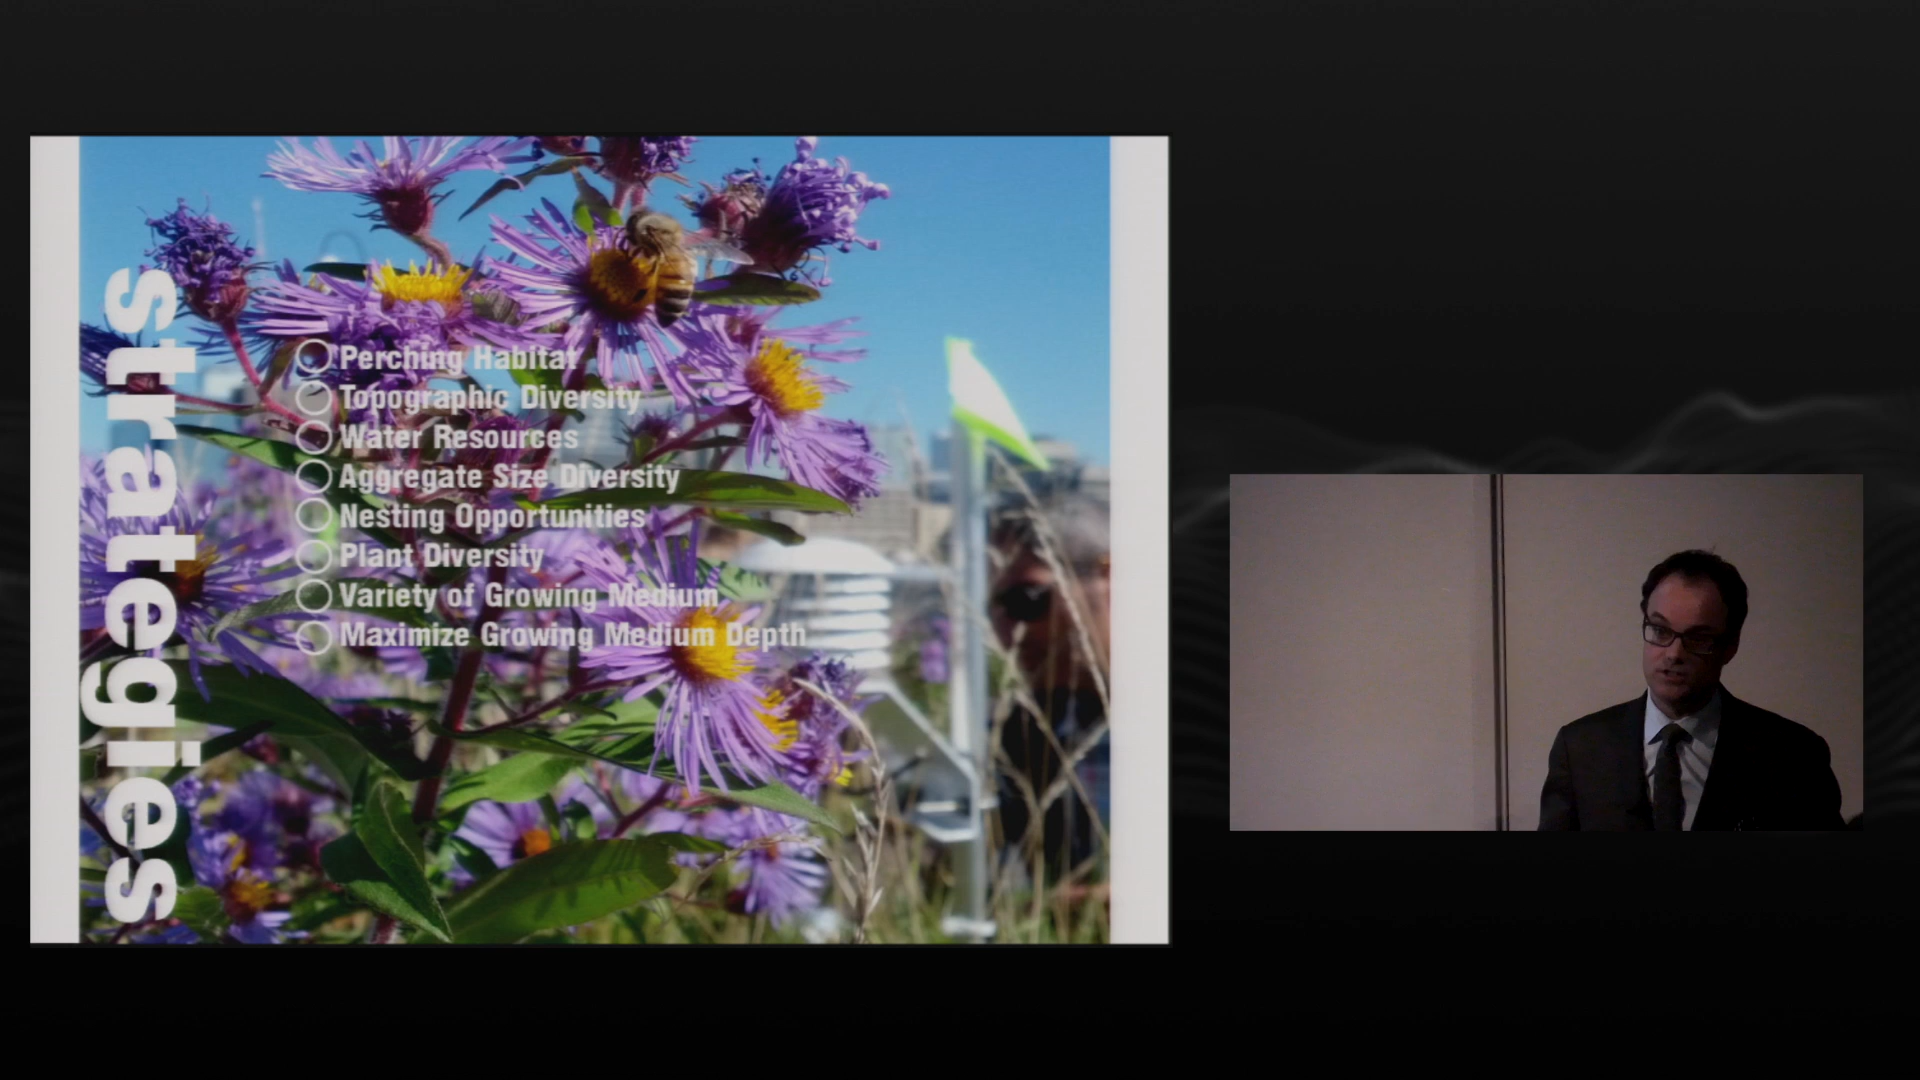 strategies
Perching Habitat
Topographic Diversity
Water Resources
Aggregate Size Diversity
Nesting Opportunities
Plant Diversity
Variety of Growing Medium
Maximize Growing Medium Depth